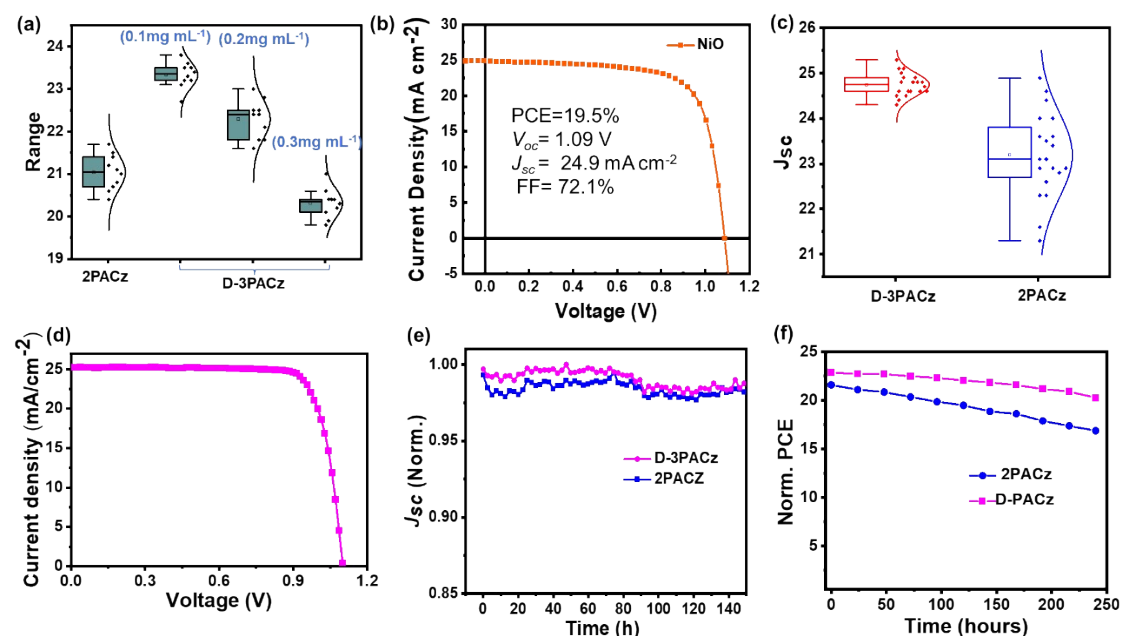 (a)
(0.1mg mL-1)
(0.2mg mL-1)
(0.3mg mL-1)
Range
24
23
22
21
20
19
2PACz
D-3PACz
(b)
NiO
PCE=19.5%
Voc= 1.09 V
Jsc= 24.9 mA cm-2
FF= 72.1%
Current Density(mA cm-2)
30
25
20
15
10
5
0
-5
0.0
0.2
0.4
0.6
0.8
1.0
1.2
Voltage (V)
(c)
Jsc
26
25
24
23
22
21
D-3PACz
2PACz
(d)
Current density (mA/cm-2)
25
20
15
10
5
0
0.0
0.3
0.6
0.9
1.2
Voltage (V)
(e)
D-3PACz
2PACZ
Jsc (Norm.)
1.00
0.95
0.90
0.85
0
20
40
60
80
100
120
140
Time (h)
(f)
2PACz
D-PACz
Norm. PCE
25
20
15
10
5
0
50
100
150
200
250
Time (hours)